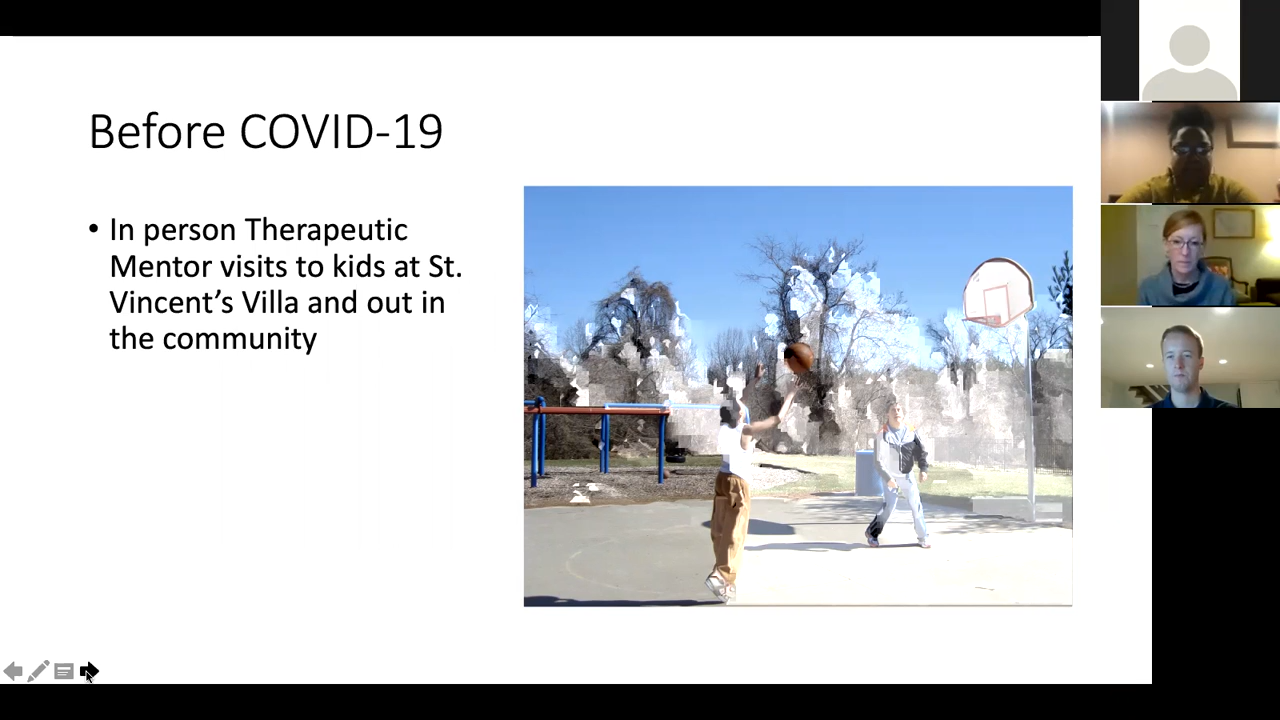 Before COVID-19
• In person Therapeutic
Mentor visits to kids at St.
Vincent’s Villa and out in
the community